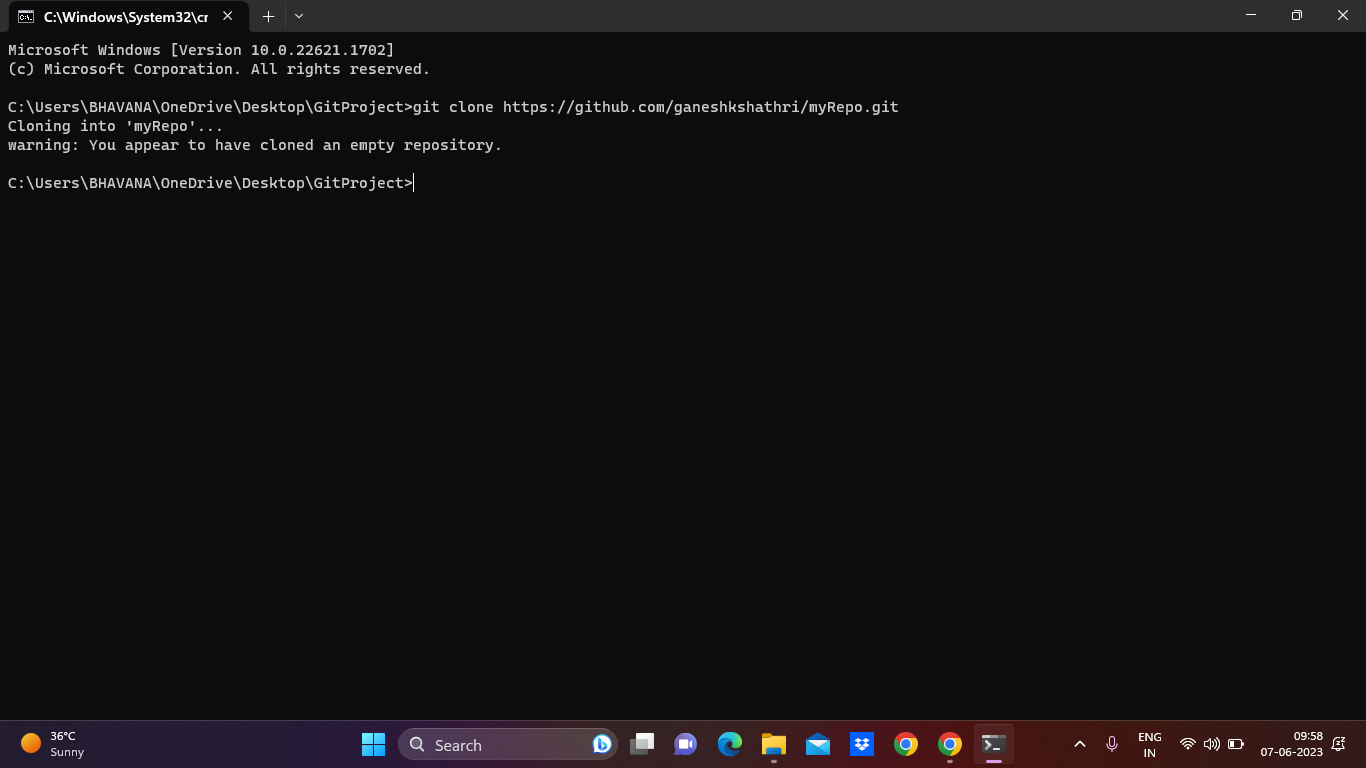 C:\Windows\System32\cr
Microsoft Windows [Version 10.0.22621.1702]
(c) Microsoft Corporation. All rights reserved.
C:\Users\BHAVANA\OneDrive\Desktop\GitProject>git clone https://github.com/ganeshkshathri/myRepo.git
Cloning into 'myRepo'...
warning: You appear to have cloned an empty repository.
C:\Users\BHAVANA\OneDrive\Desktop\GitProject>
36°C
Sunny
Search
ENG
IN
09:58
07-06-2023